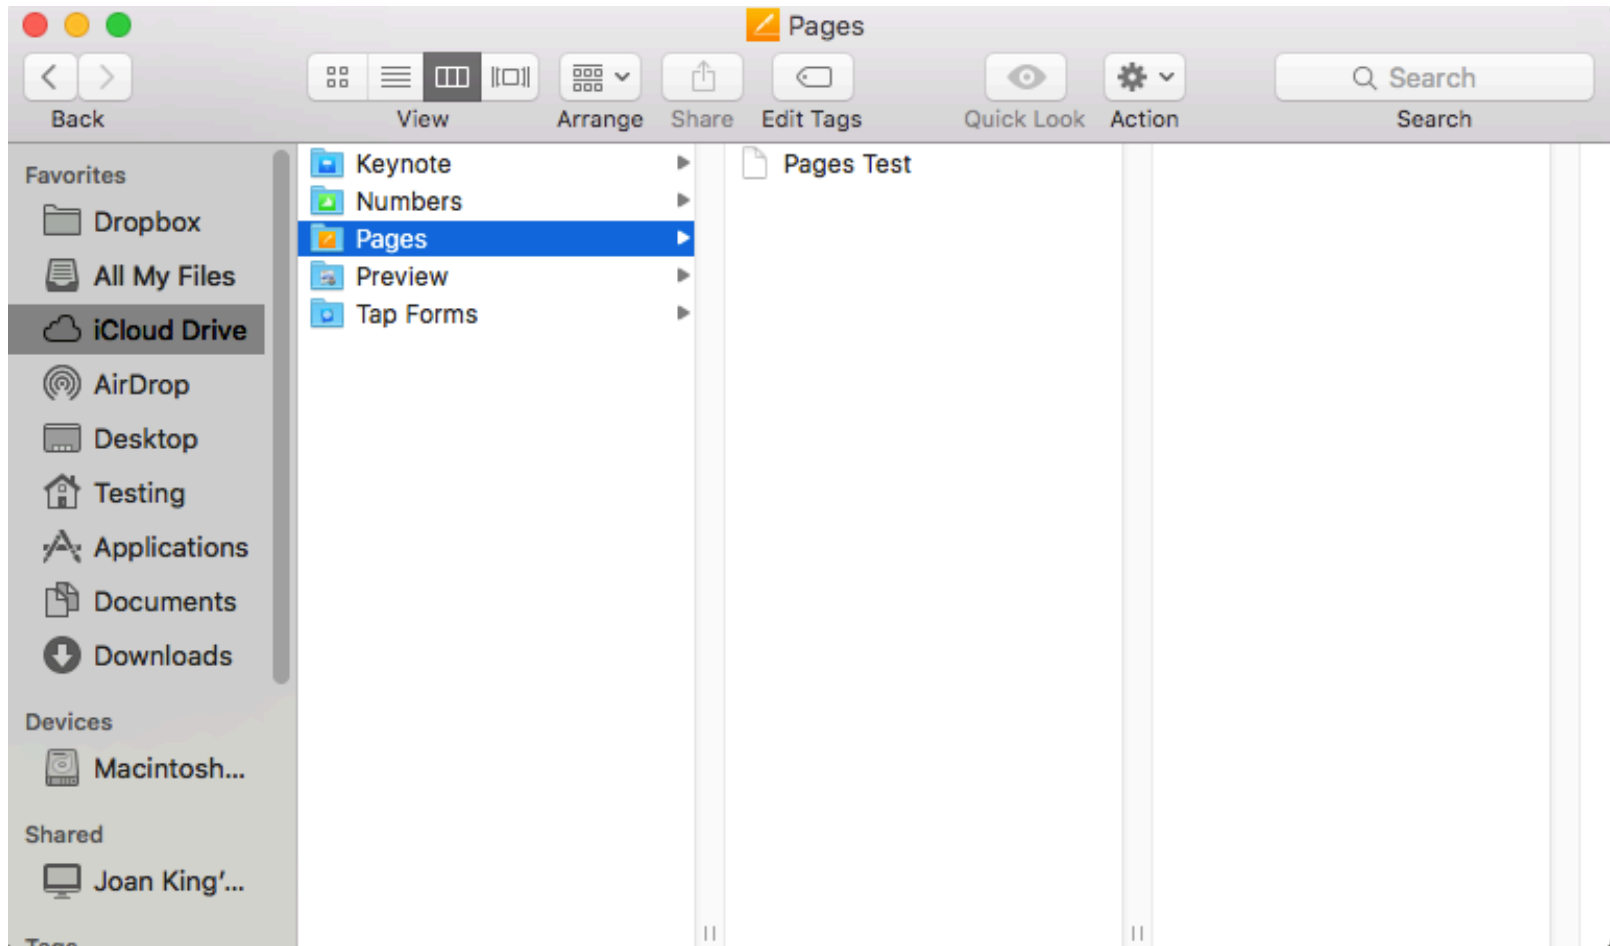 Pages
Search
Back View Arrange Share Edit Tags Quick Look Action Search
Favorites
Dropbox
All My Files
iCloud Drive
AirDrop
Desktop
Testing
Applications
Documents
Downloads
Devices
Macintosh...
Shared
Joan King’...
Tags
Keynote
Numbers
Pages
Preview
Tap Forms
Pages Test